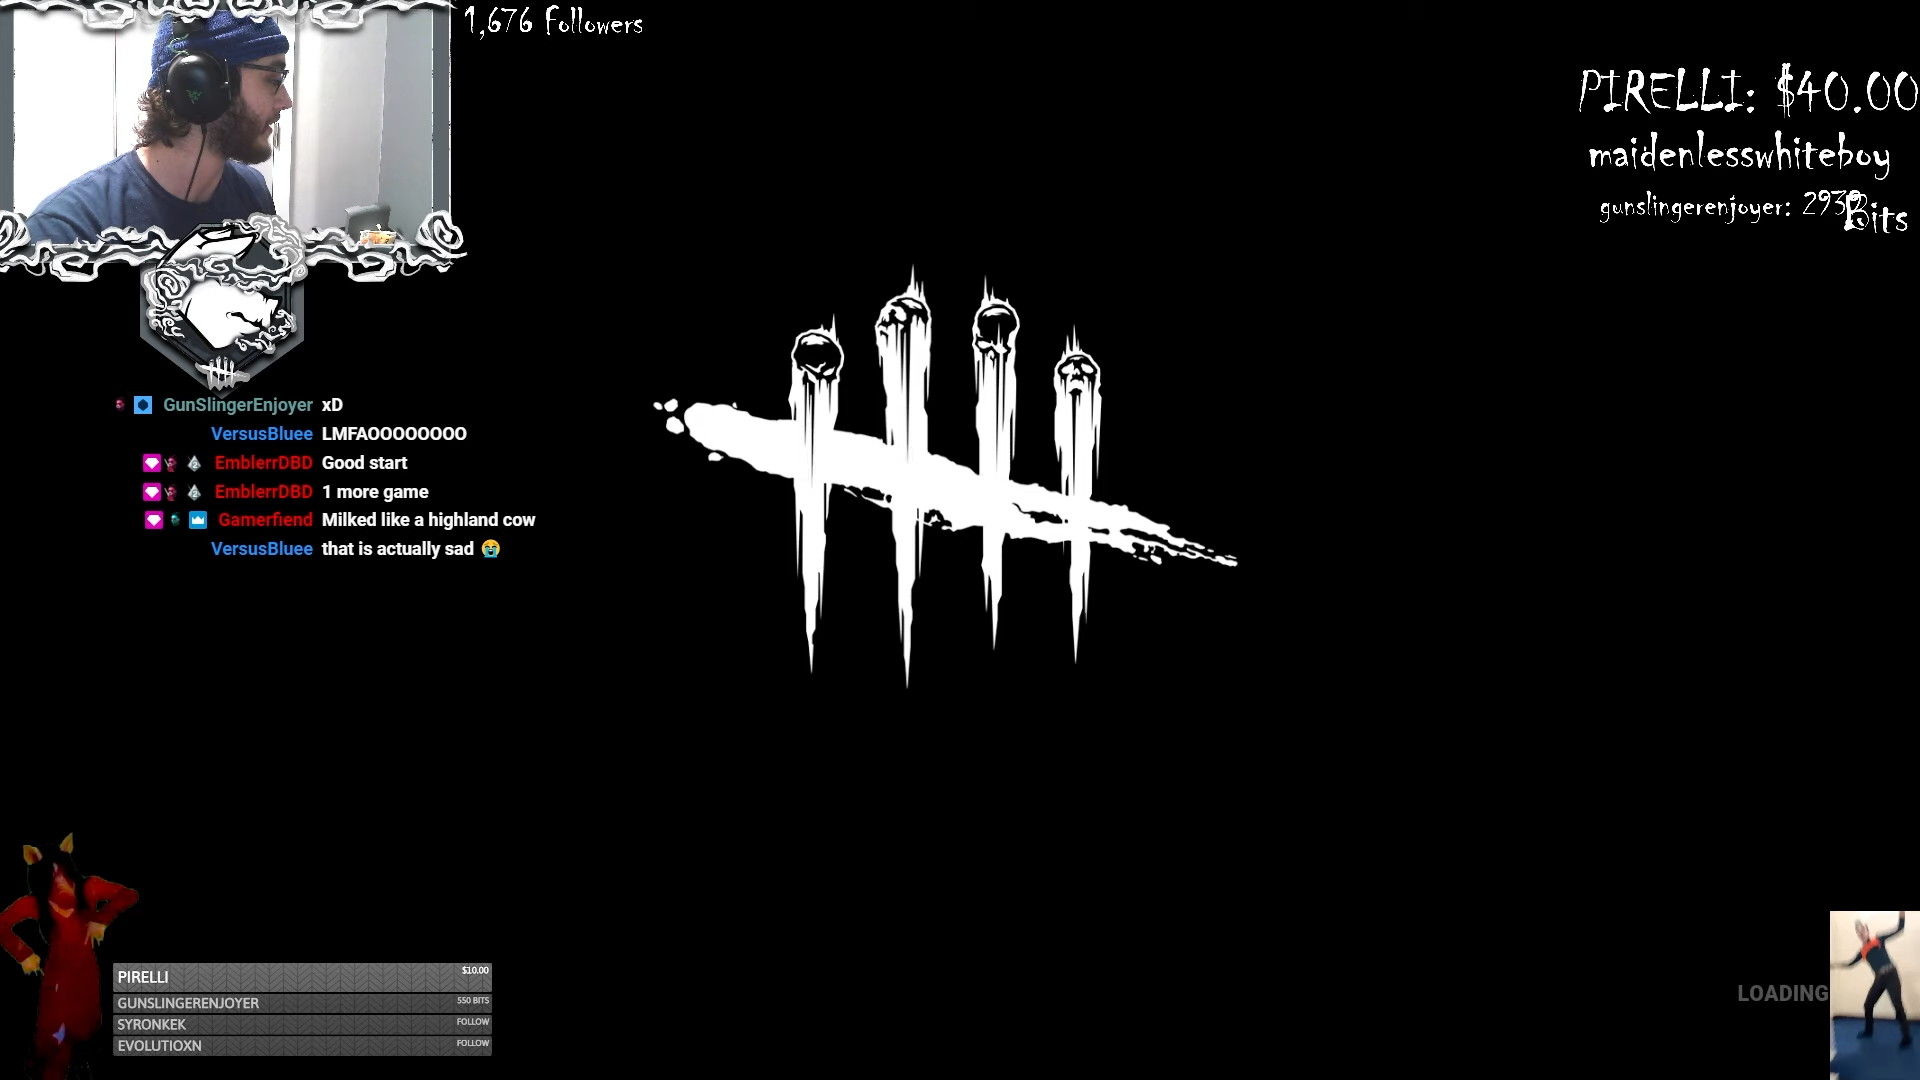 1,676 Followers
PIRELLI: $40.00
maidenlesswhiteboy
gunslingerenjoyer: 2939
Bits
GunSlingerEnjoyer xD
VersusBluee LMFAOOOOOOOO
EmblerrDBD Good start
EmblerrDBD 1 more game
Gamerfiend Milked like a highland cow
VersusBluee that is actually sad 😭
PIRELLI $10.00
GUNSLINGERENJOYER 550 BITS
SYRONKEK FOLLOW
EVOLUTIOXN FOLLOW
LOADING